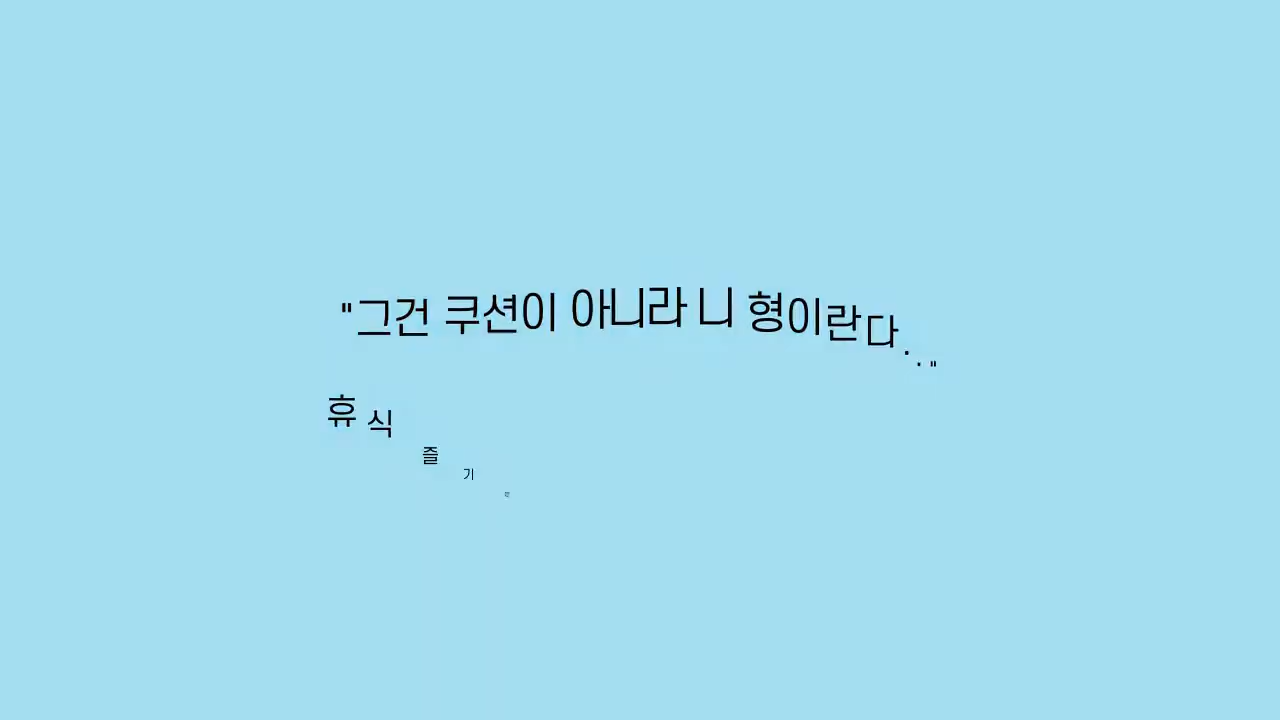 "그건 쿠션이 아니라 니 형이란다.."
휴식 즐기